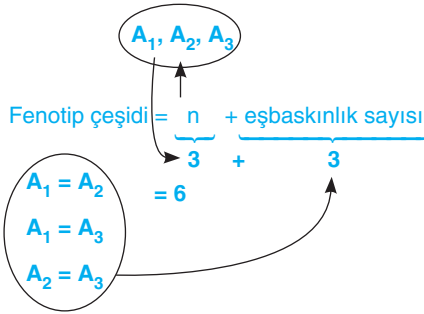 A₁, A₂, A₃
Fenotip çeşidi = n + eşbaskınlık sayısı
3 + 3
= 6
A₁ = A₂
A₁ = A₃
A₂ = A₃